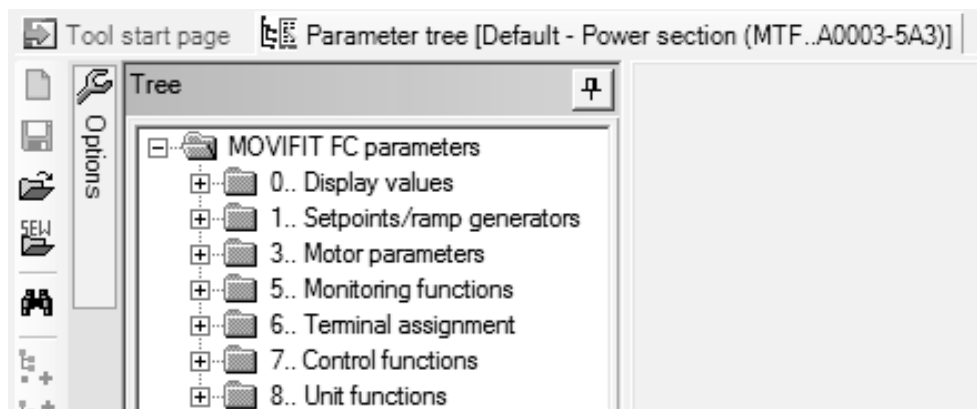 Tool start page
Parameter tree [Default - Power section (MTF..A0003-5A3)]
Options
Tree
MOVIFIT FC parameters
0.. Display values
1.. Setpoints/ramp generators
3.. Motor parameters
5.. Monitoring functions
6.. Terminal assignment
7.. Control functions
8.. Unit functions
SEW